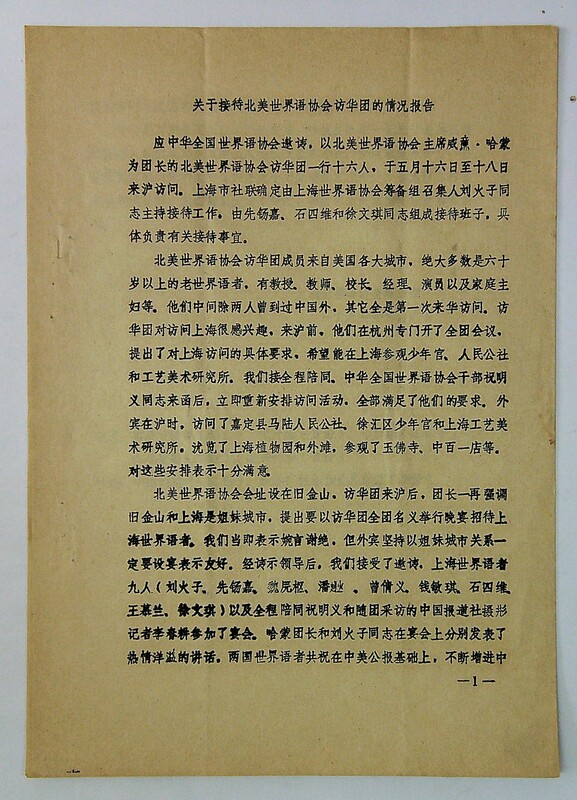 关于接待北美世界语协会访华团的情况报告
应中华全国世界语协会邀请，以北美世界语协会主席威廉·哈蒙
为团长的北美世界语协会访华团一行十六人，于五月十六日至十八日
来沪访问。上海市社联确定由上海世界语协会筹备组召集人刘火子同
志主持接待工作，由先钖嘉、石四维和徐文琪同志组成接待班子，具
体负责有关接待事宜。
北美世界语协会访华团成员来自美国各大城市，绝大多数是六十
岁以上的老世界语者，有教授、教师、校长、经理、演员以及家庭主
妇等。他们中间除两人曾到过中国外，其它全是第一次来华访问。访
华团对访问上海很感兴趣，来沪前，他们在杭州专门开了全团会议，
提出了对上海访问的具体要求，希望能在上海参观少年宫、人民公社
和工艺美术研究所。我们接全程陪同、中华全国世界语协会干部祝明
义同志来函后，立即重新安排访问活动，全部满足了他们的要求。外
宾在沪时，访问了嘉定县马陆人民公社、徐汇区少年宫和上海工艺美
术研究所，浏览了上海植物园和外滩，参观了玉佛寺、中百一店等。
对这些安排表示十分满意。
北美世界语协会会址设在旧金山，访华团来沪后，团长一再强调
旧金山和上海是姐妹城市，提出要以访华团全团名义举行晚宴招待上
海世界语者。我们当即表示婉言谢绝，但外宾坚持以姐妹城市关系一
定要设宴表示友好。经请示领导后，我们接受了邀请，上海世界语者
九人（刘火子、先钖嘉、魏原枢、潘 、曾倩义、钱敏琪、石四维、
王慕兰、徐文琪）以及全程陪同祝明义和随团采访的中国报道社摄影
记者李春耕参加了宴会。哈蒙团长和刘火子同志在宴会上分别发表了
热情洋溢的讲话，两国世界语者共祝在中美公报基础上，不断增进中
—1—